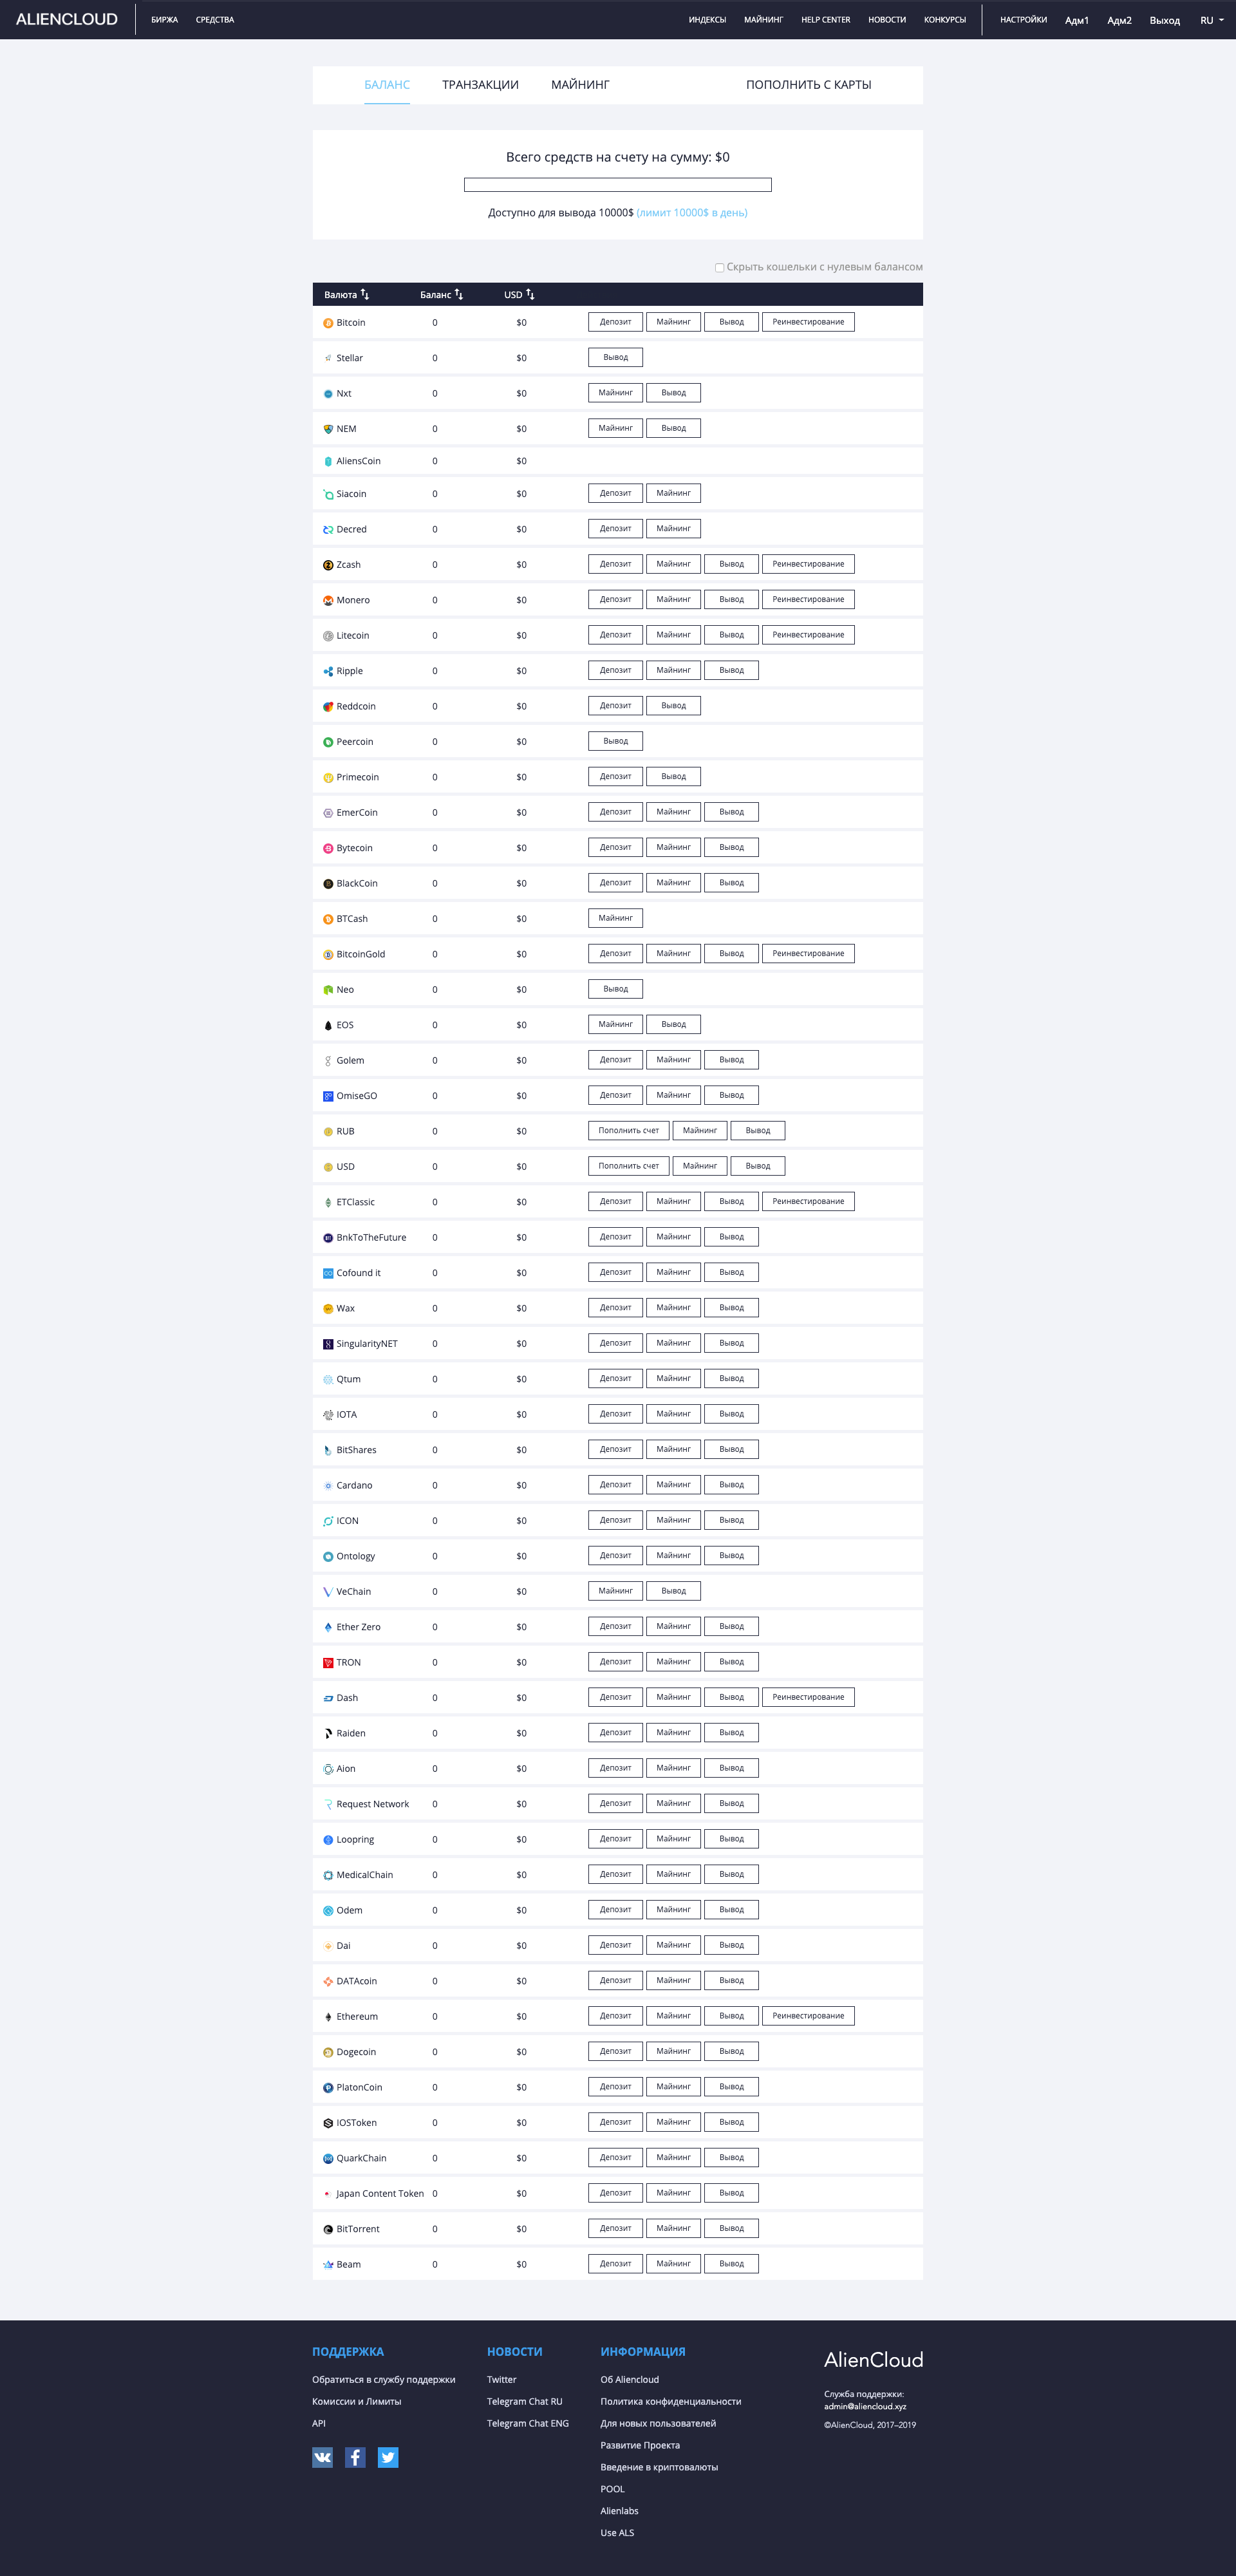 ALIENCLOUD БИРЖА СРЕДСТВА ИНДЕКСЫ МАЙНИНГ HELP CENTER НОВОСТИ КОНКУРСЫ НАСТРОЙКИ Адм1 Адм2 Выход RU
БАЛАНС ТРАНЗАКЦИИ МАЙНИНГ ПОПОЛНИТЬ С КАРТЫ
Всего средств на счету на сумму: $0
Доступно для вывода 10000$ (лимит 10000$ в день)
Скрыть кошельки с нулевым балансом
Валюта Баланс USD
Bitcoin 0 $0 Депозит Майнинг Вывод Реинвестирование
Stellar 0 $0 Вывод
Nxt 0 $0 Майнинг Вывод
NEM 0 $0 Майнинг Вывод
AliensCoin 0 $0
Siacoin 0 $0 Депозит Майнинг
Decred 0 $0 Депозит Майнинг
Zcash 0 $0 Депозит Майнинг Вывод Реинвестирование
Monero 0 $0 Депозит Майнинг Вывод Реинвестирование
Litecoin 0 $0 Депозит Майнинг Вывод Реинвестирование
Ripple 0 $0 Депозит Майнинг Вывод
Reddcoin 0 $0 Депозит Вывод
Peercoin 0 $0 Вывод
Primecoin 0 $0 Депозит Вывод
EmerCoin 0 $0 Депозит Майнинг Вывод
Bytecoin 0 $0 Депозит Майнинг Вывод
BlackCoin 0 $0 Депозит Майнинг Вывод
BTCash 0 $0 Майнинг
BitcoinGold 0 $0 Депозит Майнинг Вывод Реинвестирование
Neo 0 $0 Вывод
EOS 0 $0 Майнинг Вывод
Golem 0 $0 Депозит Майнинг Вывод
OmiseGO 0 $0 Депозит Майнинг Вывод
RUB 0 $0 Пополнить счет Майнинг Вывод
USD 0 $0 Пополнить счет Майнинг Вывод
ETClassic 0 $0 Депозит Майнинг Вывод Реинвестирование
BnkToTheFuture 0 $0 Депозит Майнинг Вывод
Cofound it 0 $0 Депозит Майнинг Вывод
Wax 0 $0 Депозит Майнинг Вывод
SingularityNET 0 $0 Депозит Майнинг Вывод
Qtum 0 $0 Депозит Майнинг Вывод
IOTA 0 $0 Депозит Майнинг Вывод
BitShares 0 $0 Депозит Майнинг Вывод
Cardano 0 $0 Депозит Майнинг Вывод
ICON 0 $0 Депозит Майнинг Вывод
Ontology 0 $0 Депозит Майнинг Вывод
VeChain 0 $0 Майнинг Вывод
Ether Zero 0 $0 Депозит Майнинг Вывод
TRON 0 $0 Депозит Майнинг Вывод
Dash 0 $0 Депозит Майнинг Вывод Реинвестирование
Raiden 0 $0 Депозит Майнинг Вывод
Aion 0 $0 Депозит Майнинг Вывод
Request Network 0 $0 Депозит Майнинг Вывод
Loopring 0 $0 Депозит Майнинг Вывод
MedicalChain 0 $0 Депозит Майнинг Вывод
Odem 0 $0 Депозит Майнинг Вывод
Dai 0 $0 Депозит Майнинг Вывод
DATAcoin 0 $0 Депозит Майнинг Вывод
Ethereum 0 $0 Депозит Майнинг Вывод Реинвестирование
Dogecoin 0 $0 Депозит Майнинг Вывод
PlatonCoin 0 $0 Депозит Майнинг Вывод
IOSToken 0 $0 Депозит Майнинг Вывод
QuarkChain 0 $0 Депозит Майнинг Вывод
Japan Content Token 0 $0 Депозит Майнинг Вывод
BitTorrent 0 $0 Депозит Майнинг Вывод
Beam 0 $0 Депозит Майнинг Вывод
ПОДДЕРЖКА
Обратиться в службу поддержки
Комиссии и Лимиты
API
НОВОСТИ
Twitter
Telegram Chat RU
Telegram Chat ENG
ИНФОРМАЦИЯ
Об Aliencloud
Политика конфиденциальности
Для новых пользователей
Развитие Проекта
Введение в криптовалюты
POOL
Alienlabs
Use ALS
AlienCloud
Служба поддержки:
admin@aliencloud.xyz
©AlienCloud, 2017–2019